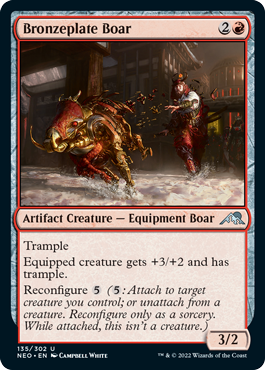 Bronzeplate Boar 2
Artifact Creature — Equipment Boar
Trample
Equipped creature gets +3/+2 and has
trample.
Reconfigure 5 (5: Attach to target
creature you control; or unattach from a
creature. Reconfigure only as a sorcery.
While attached, this isn't a creature.)
3/2
135/302 U
NEO • EN CAMPBELL WHITE
™ & © 2022 Wizards of the Coast